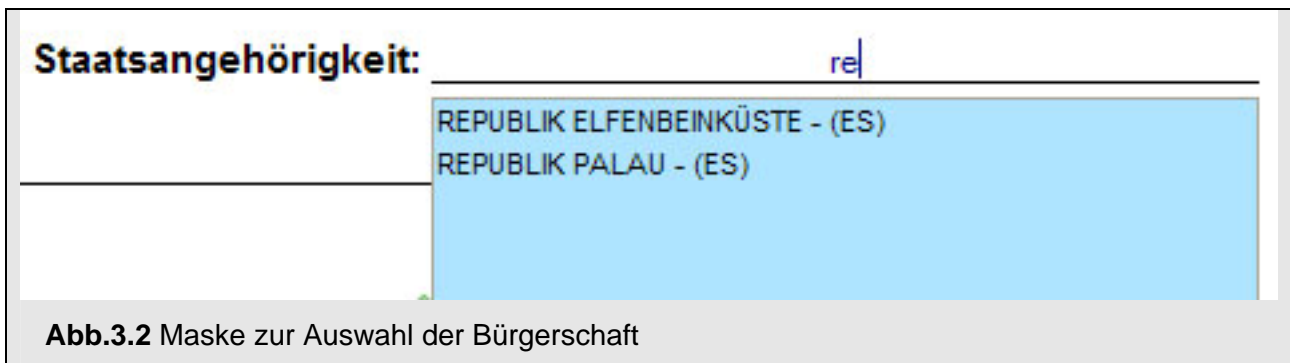 Staatsangehörigkeit: re
REPUBLIK ELFENBEINKÜSTE - (ES)
REPUBLIK PALAU - (ES)
Abb.3.2 Maske zur Auswahl der Bürgerschaft